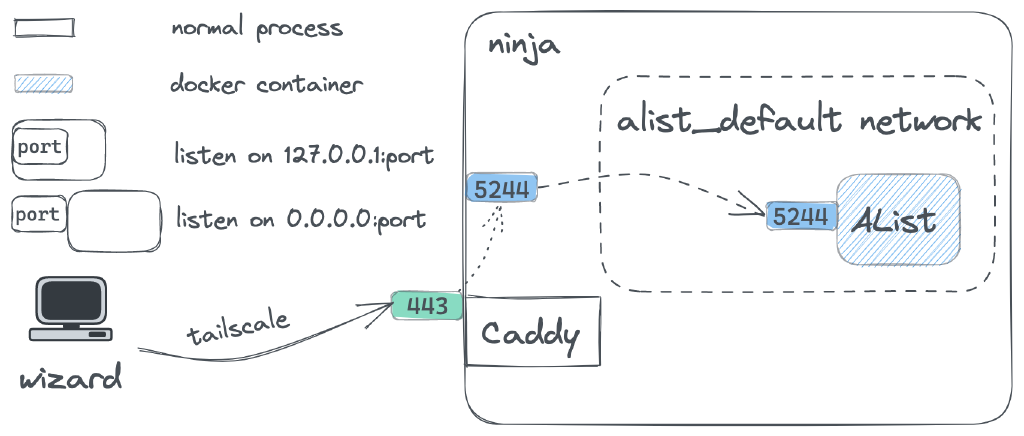 normal process
docker container
port
listen on 127.0.0.1:port
port
listen on 0.0.0.0:port
wizard
tailscale
443
ninja
alist_default network
5244
5244
AList
Caddy